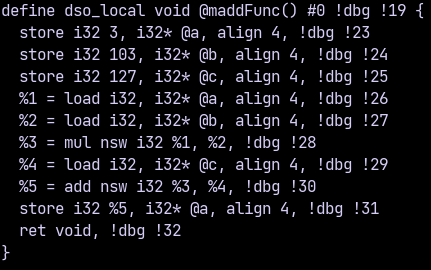 define dso_local void @maddFunc() #0 !dbg !19 {
  store i32 3, i32* @a, align 4, !dbg !23
  store i32 103, i32* @b, align 4, !dbg !24
  store i32 127, i32* @c, align 4, !dbg !25
  %1 = load i32, i32* @a, align 4, !dbg !26
  %2 = load i32, i32* @b, align 4, !dbg !27
  %3 = mul nsw i32 %1, %2, !dbg !28
  %4 = load i32, i32* @c, align 4, !dbg !29
  %5 = add nsw i32 %3, %4, !dbg !30
  store i32 %5, i32* @a, align 4, !dbg !31
  ret void, !dbg !32
}